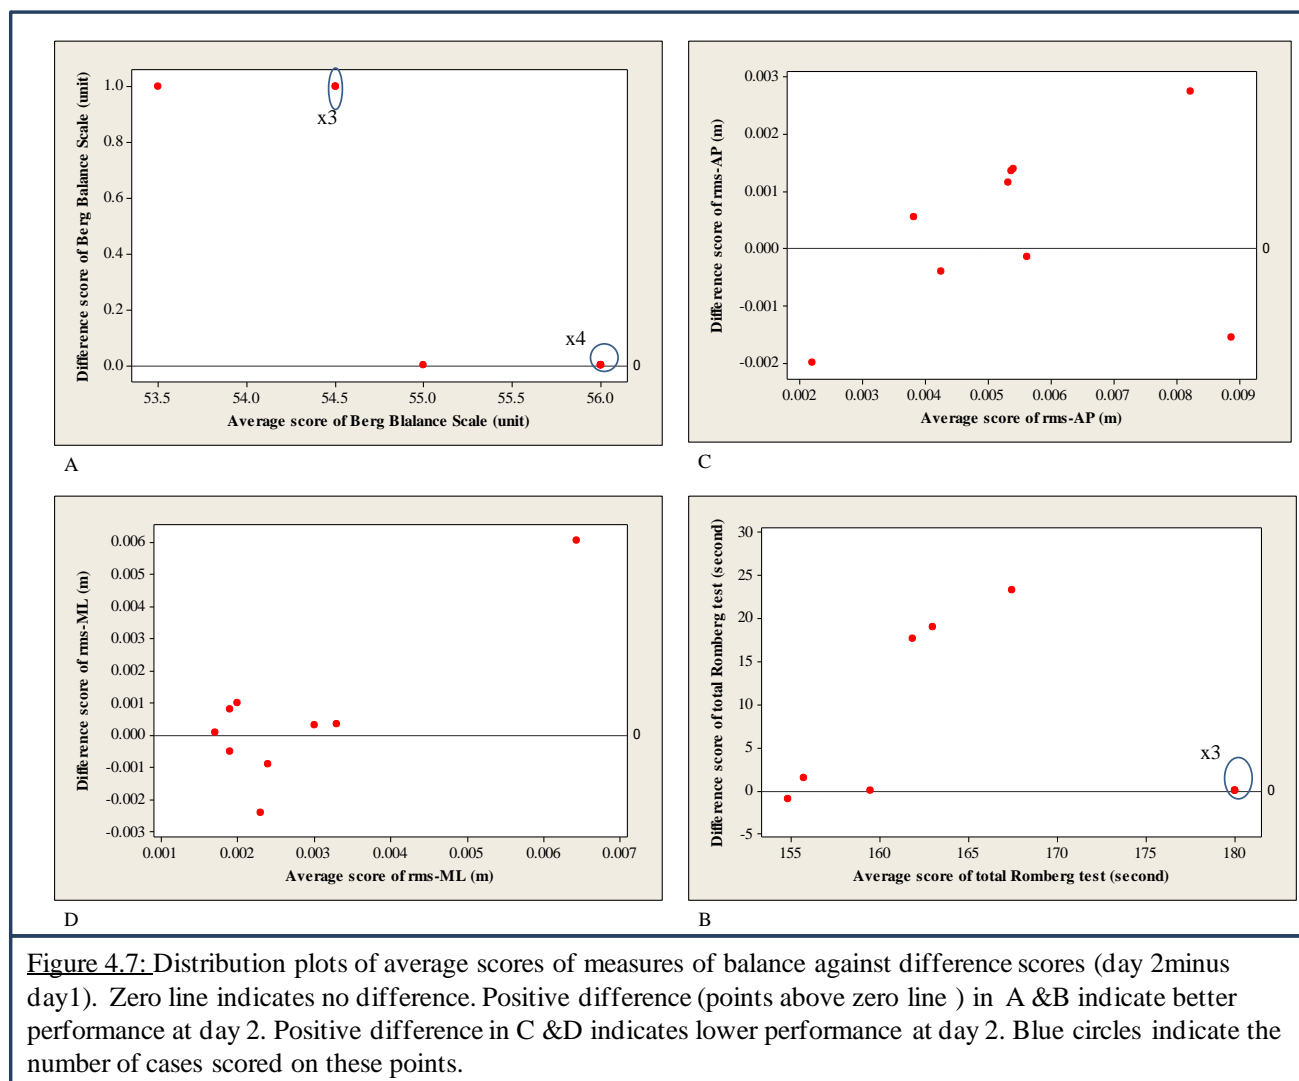 Difference score of Berg Balance Scale (unit)
1.0
0.8
0.6
0.4
0.2
0.0
x3
x4
0
53.5 54.0 54.5 55.0 55.5 56.0
Average score of Berg Blalance Scale (unit)
A
Difference score of rms-AP (m)
0.003
0.002
0.001
0.000
-0.001
-0.002
0
0.002 0.003 0.004 0.005 0.006 0.007 0.008 0.009
Average score of rms-AP (m)
C
Difference score of rms-ML (m)
0.006
0.005
0.004
0.003
0.002
0.001
0.000
-0.001
-0.002
-0.003
0
0.001 0.002 0.003 0.004 0.005 0.006 0.007
Average score of rms-ML (m)
D
Difference score of total Romberg test (second)
30
25
20
15
10
5
0
-5
x3
0
155 160 165 170 175 180
Average score of total Romberg test (second)
B
Figure 4.7: Distribution plots of average scores of measures of balance against difference scores (day 2minus
day1). Zero line indicates no difference. Positive difference (points above zero line ) in A &B indicate better
performance at day 2. Positive difference in C &D indicates lower performance at day 2. Blue circles indicate the
number of cases scored on these points.